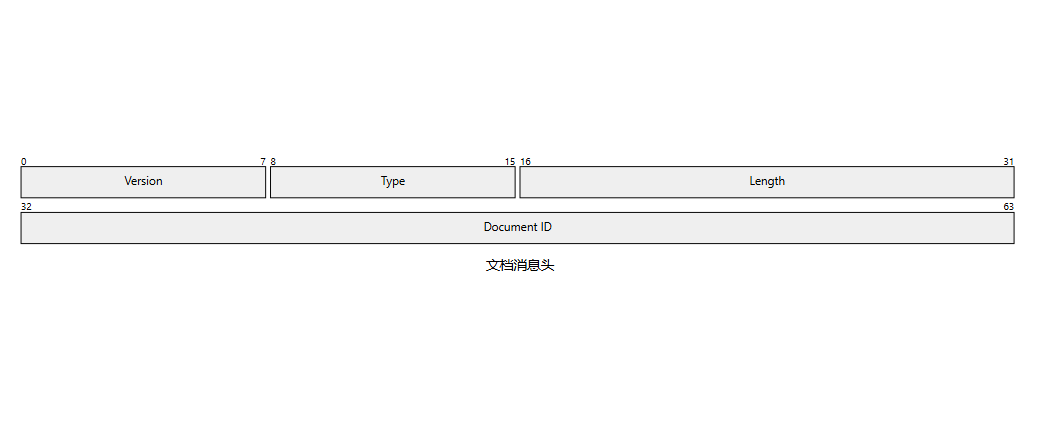 0 7 8 15 16 31
Version Type Length
32 63
Document ID
文档消息头